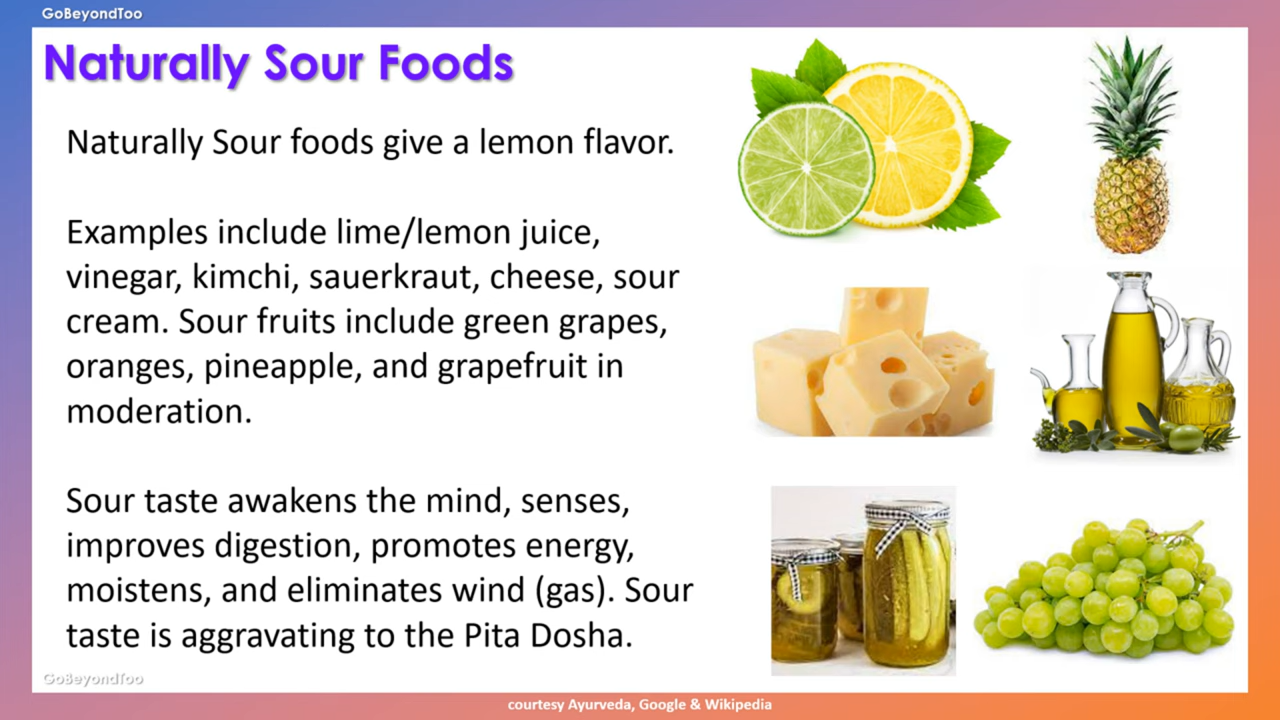 GoBeyondToo
Naturally Sour Foods
Naturally Sour foods give a lemon flavor.
Examples include lime/lemon juice,
vinegar, kimchi, sauerkraut, cheese, sour
cream. Sour fruits include green grapes,
oranges, pineapple, and grapefruit in
moderation.
Sour taste awakens the mind, senses,
improves digestion, promotes energy,
moistens, and eliminates wind (gas). Sour
taste is aggravating to the Pita Dosha.
GoBeyondToo
courtesy Ayurveda, Google & Wikipedia